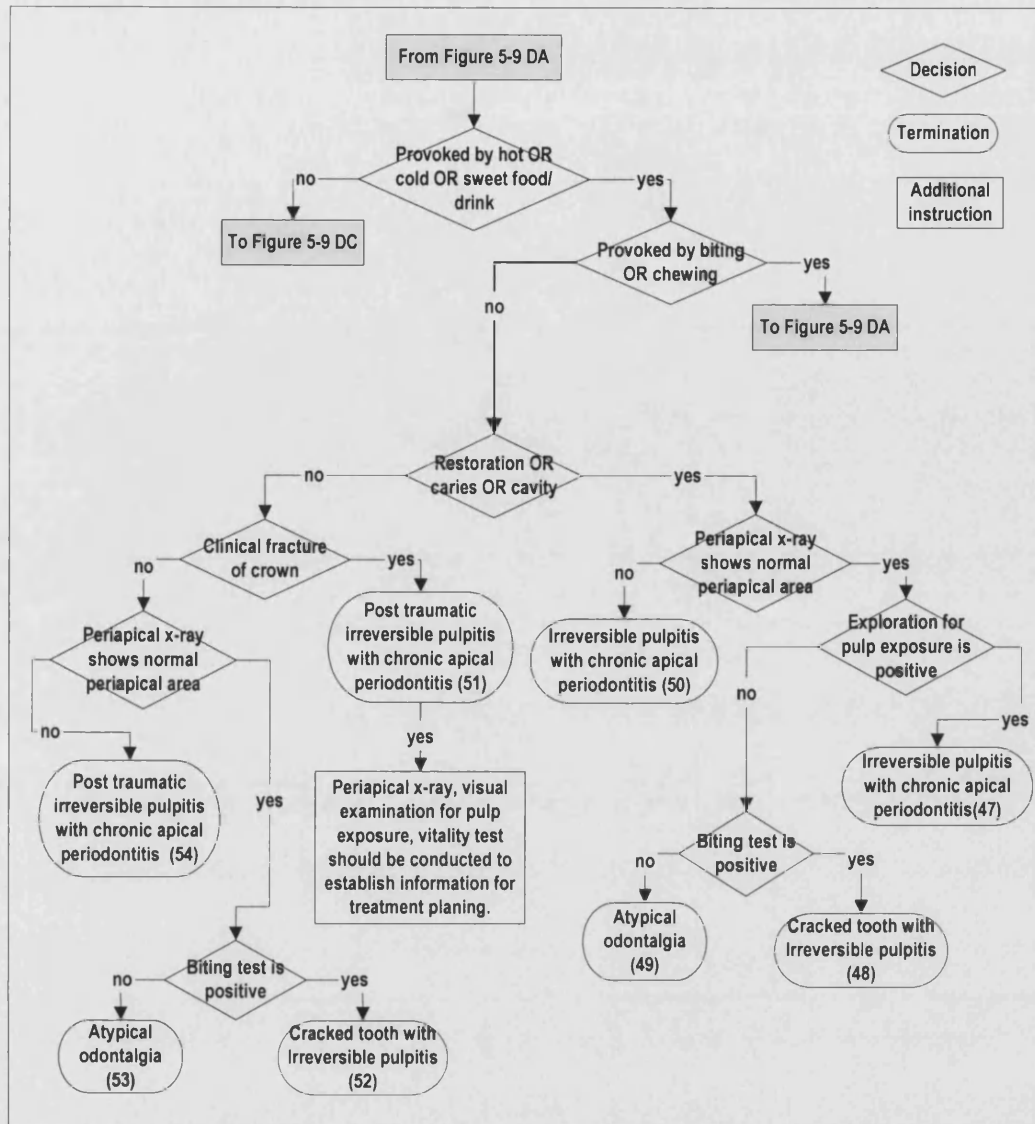 From Figure 5-9 DA
Decision
Termination
Additional
instruction
Provoked by hot OR
cold OR sweet food/
drink
no
yes
To Figure 5-9 DC
Provoked by biting
OR chewing
yes
no
To Figure 5-9 DA
Restoration OR
caries OR cavity
no
yes
Clinical fracture
of crown
no
yes
Periapical x-ray
shows normal
periapical area
no
yes
Periapical x-ray
shows normal
periapical area
Post traumatic
irreversible pulpitis
with chronic apical
periodontitis (51)
Irreversible pulpitis
with chronic apical
periodontitis (50)
Exploration for
pulp exposure is
positive
no
yes
no
yes
yes
Post traumatic
irreversible pulpitis
with chronic apical
periodontitis (54)
Periapical x-ray, visual
examination for pulp
exposure, vitality test
should be conducted to
establish information for
treatment planing.
Irreversible pulpitis
with chronic apical
periodontitis(47)
Biting test is
positive
no
yes
Atypical
odontalgia
(49)
Cracked tooth with
Irreversible pulpitis
(48)
Biting test is
positive
no
yes
Atypical
odontalgia
(53)
Cracked tooth with
Irreversible pulpitis
(52)